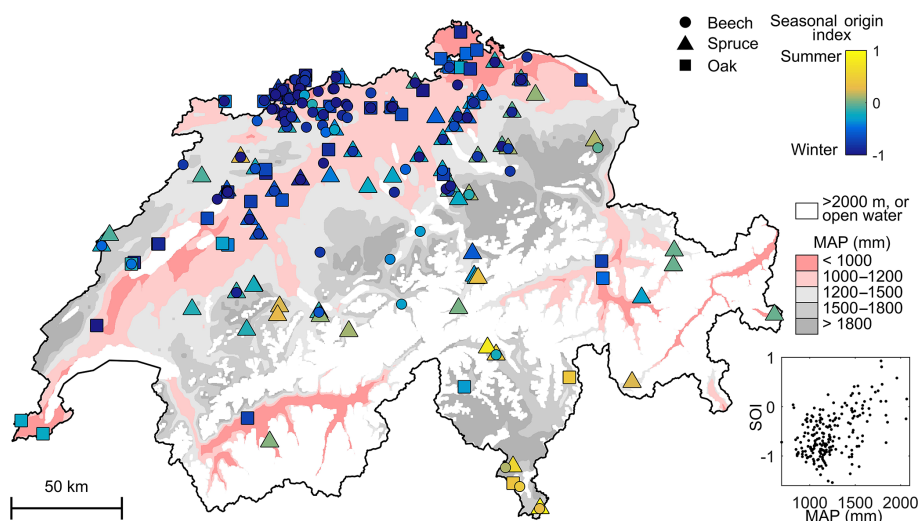 Beech
Spruce
Oak
Seasonal origin
index
Summer
1
0
Winter
-1
>2000 m, or
open water
MAP (mm)
< 1000
1000–1200
1200–1500
1500–1800
> 1800
50 km
1
0
-1
SOI
1000
1500
2000
MAP (mm)